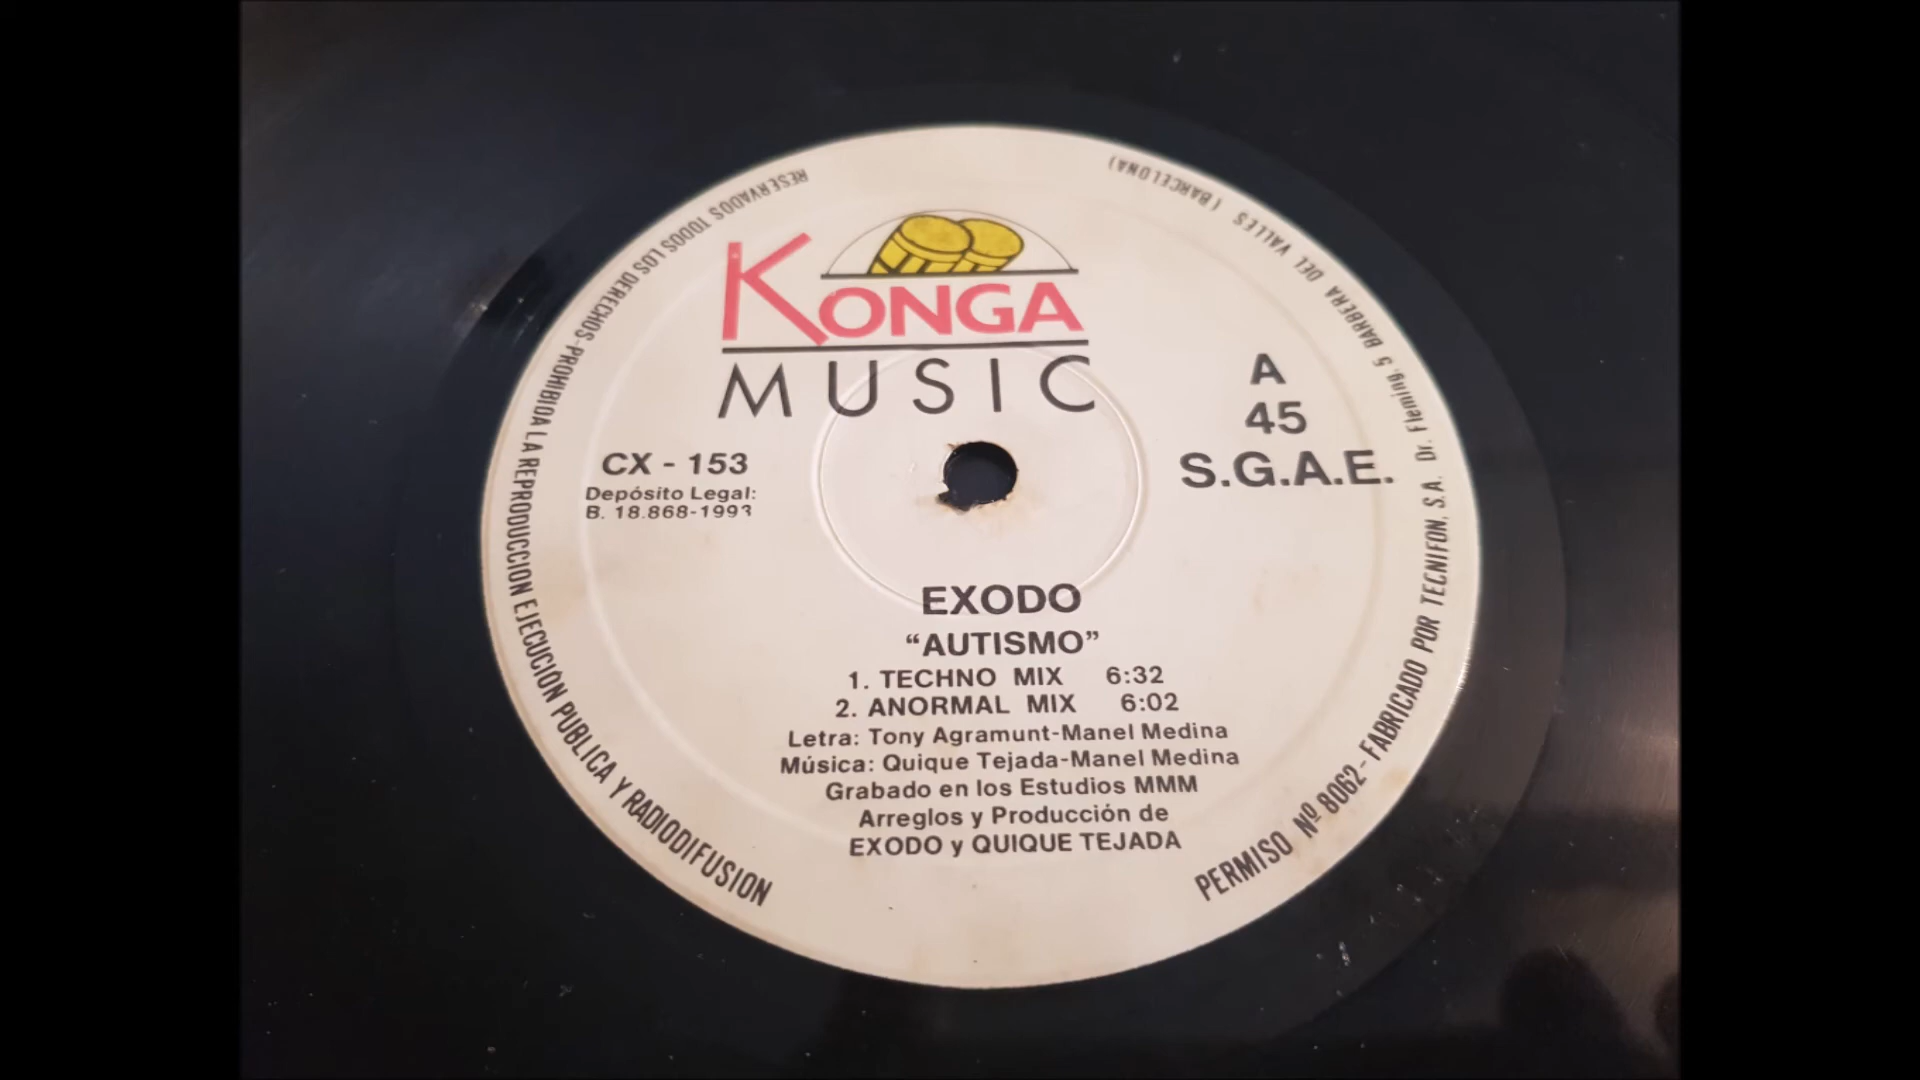 KONGA
MUSIC
A
45
S.G.A.E.
CX - 153
Depósito Legal:
B. 18.868-1993
EXODO
“AUTISMO”
1. TECHNO MIX 6:32
2. ANORMAL MIX 6:02
Letra: Tony Agramunt-Manel Medina
Música: Quique Tejada-Manel Medina
Grabado en los Estudios MMM
Arreglos y Producción de
EXODO y QUIQUE TEJADA
RESERVADOS TODOS LOS DERECHOS-PROHIBIDA LA REPRODUCCION EJECUCIÓN PUBLICA Y RADIODIFUSION
PERMISO Nº 8062-FABRICADO POR TECNIFON, S.A. Dr. Fleming, 5 BARBERA DEL VALLES (BARCELONA)